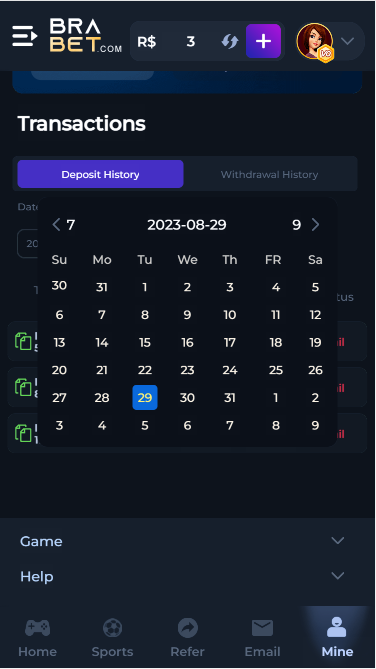 BRA
BET.COM
R$ 3
V0
Transactions
Deposit History
Withdrawal History
Date
20
7 2023-08-29 9
Su Mo Tu We Th FR Sa
30 31 1 2 3 4 5
6 7 8 9 10 11 12
13 14 15 16 17 18 19
20 21 22 23 24 25 26
27 28 29 30 31 1 2
3 4 5 6 7 8 9
Game
Help
Home Sports Refer Email Mine